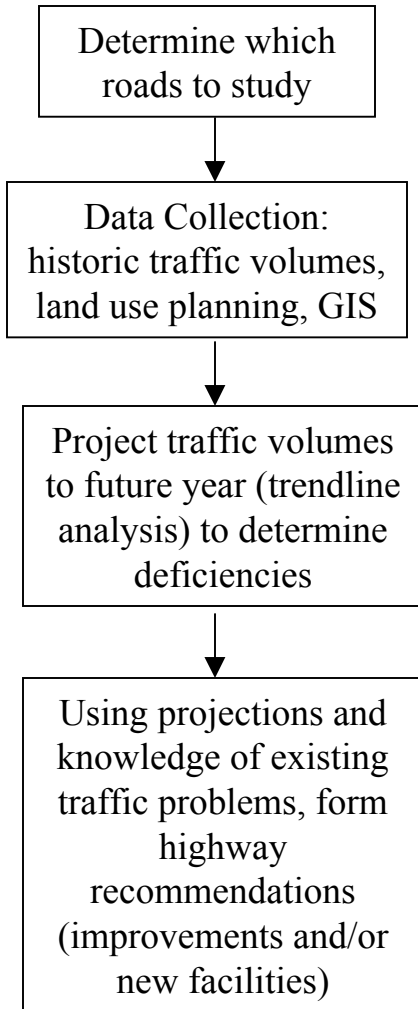 Determine which
roads to study
Data Collection:
historic traffic volumes,
land use planning, GIS
Project traffic volumes
to future year (trendline
analysis) to determine
deficiencies
Using projections and
knowledge of existing
traffic problems, form
highway
recommendations
(improvements and/or
new facilities)